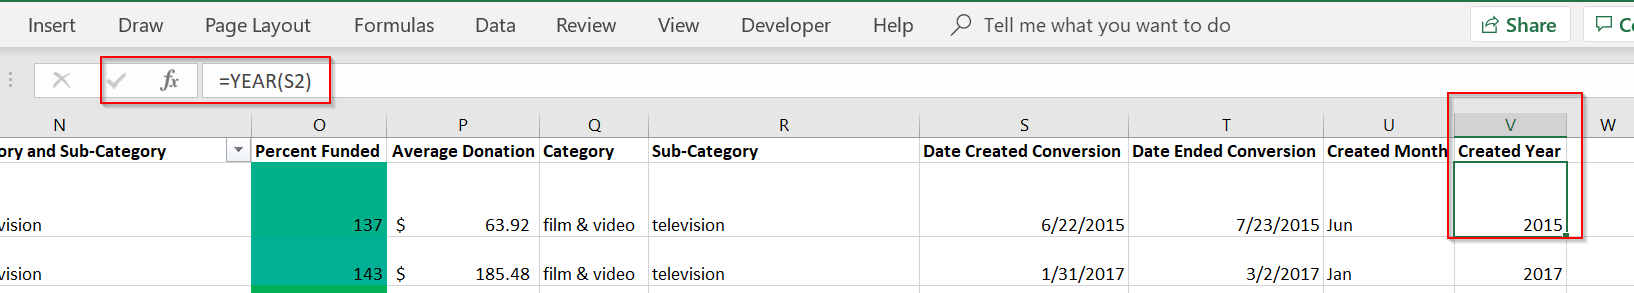 Insert Draw Page Layout Formulas Data Review View Developer Help Tell me what you want to do Share
fx =YEAR(S2)
N O P Q R S T U V W
ory and Sub-Category Percent Funded Average Donation Category Sub-Category Date Created Conversion Date Ended Conversion Created Month Created Year
vision 137 $ 63.92 film & video television 6/22/2015 7/23/2015 Jun 2015
vision 143 $ 185.48 film & video television 1/31/2017 3/2/2017 Jan 2017